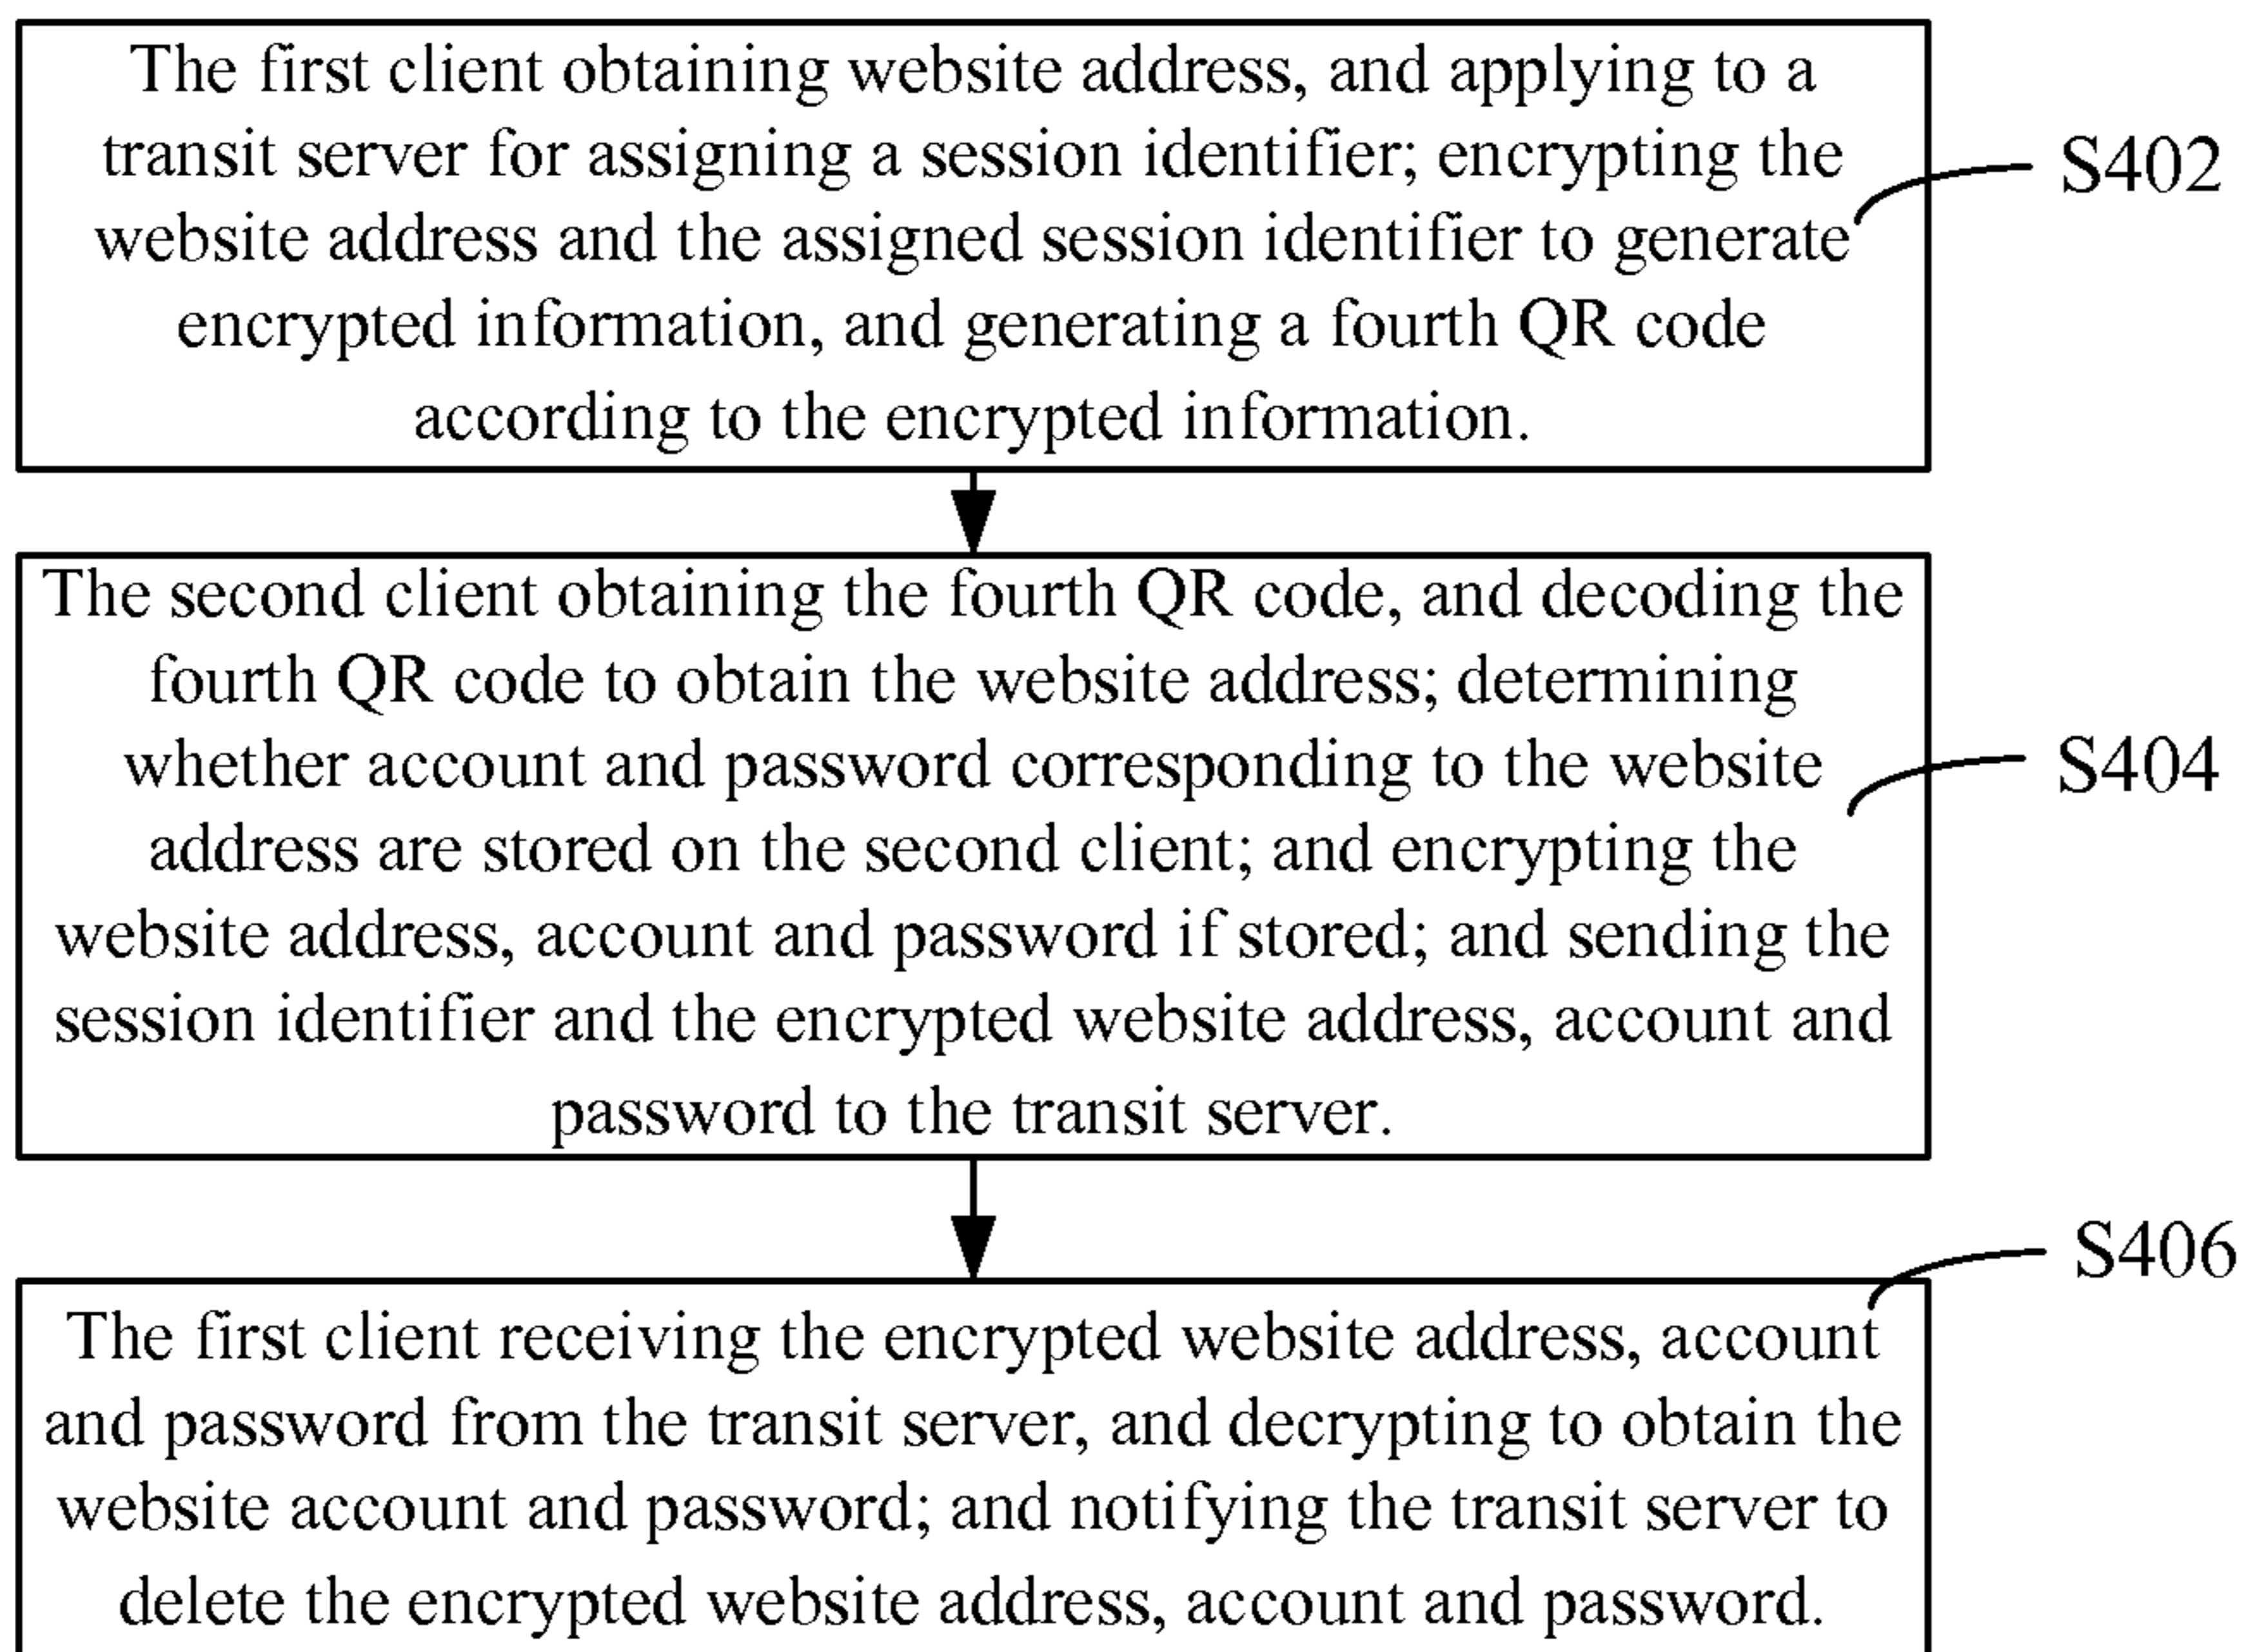 The first client obtaining website address, and applying to a
transit server for assigning a session identifier; encrypting the
website address and the assigned session identifier to generate
encrypted information, and generating a fourth QR code
according to the encrypted information.
S402
The second client obtaining the fourth QR code, and decoding the
fourth QR code to obtain the website address; determining
whether account and password corresponding to the website
address are stored on the second client; and encrypting the
website address, account and password if stored; and sending the
session identifier and the encrypted website address, account and
password to the transit server.
S404
S406
The first client receiving the encrypted website address, account
and password from the transit server, and decrypting to obtain the
website account and password; and notifying the transit server to
delete the encrypted website address, account and password.